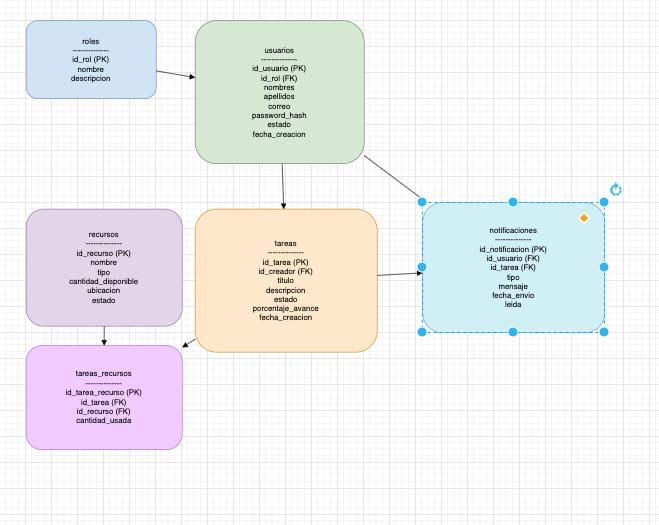 roles
--------------
id_rol (PK)
nombre
descripcion
usuarios
--------------
id_usuario (PK)
id_rol (FK)
nombres
apellidos
correo
password_hash
estado
fecha_creacion
recursos
--------------
id_recurso (PK)
nombre
tipo
cantidad_disponible
ubicacion
estado
tareas
--------------
id_tarea (PK)
id_creador (FK)
titulo
descripcion
estado
porcentaje_avance
fecha_creacion
notificaciones
--------------
id_notificacion (PK)
id_usuario (FK)
id_tarea (FK)
tipo
mensaje
fecha_envio
leida
tareas_recursos
--------------
id_tarea_recurso (PK)
id_tarea (FK)
id_recurso (FK)
cantidad_usada